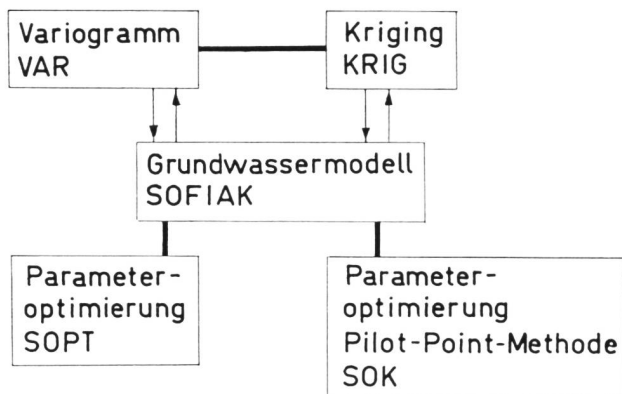 Variogramm
VAR
Kriging
KRIG
Grundwassermodell
SOFIAK
Parameter-
optimierung
SOPT
Parameter-
optimierung
Pilot-Point-Methode
SOK